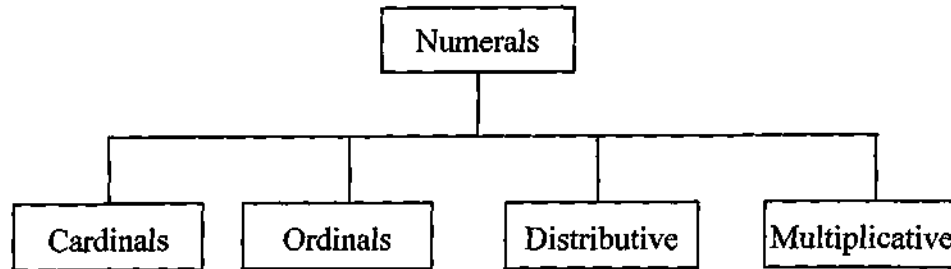 Numerals
Cardinals
Ordinals
Distributive
Multiplicative